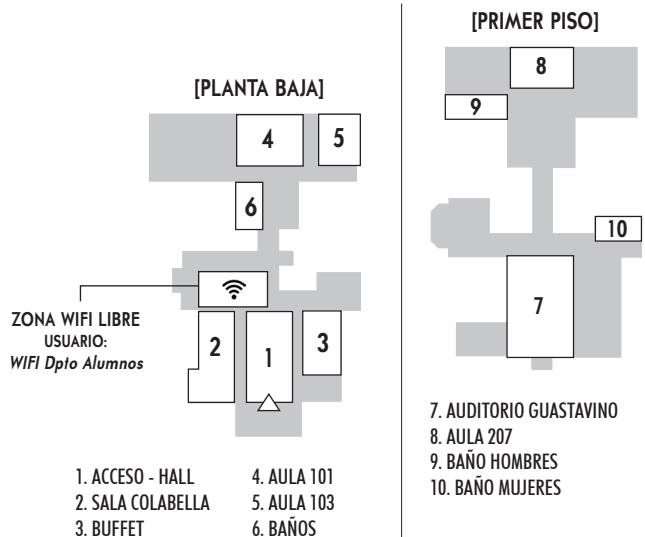 [PLANTA BAJA]
4
5
6
ZONA WIFI LIBRE
USUARIO:
WIFI Dpto Alumnos
2
1
3
1. ACCESO - HALL
2. SALA COLABELLA
3. BUFFET
4. AULA 101
5. AULA 103
6. BAÑOS
[PRIMER PISO]
8
9
10
7
7. AUDITORIO GUASTAVINO
8. AULA 207
9. BAÑO HOMBRES
10. BAÑO MUJERES